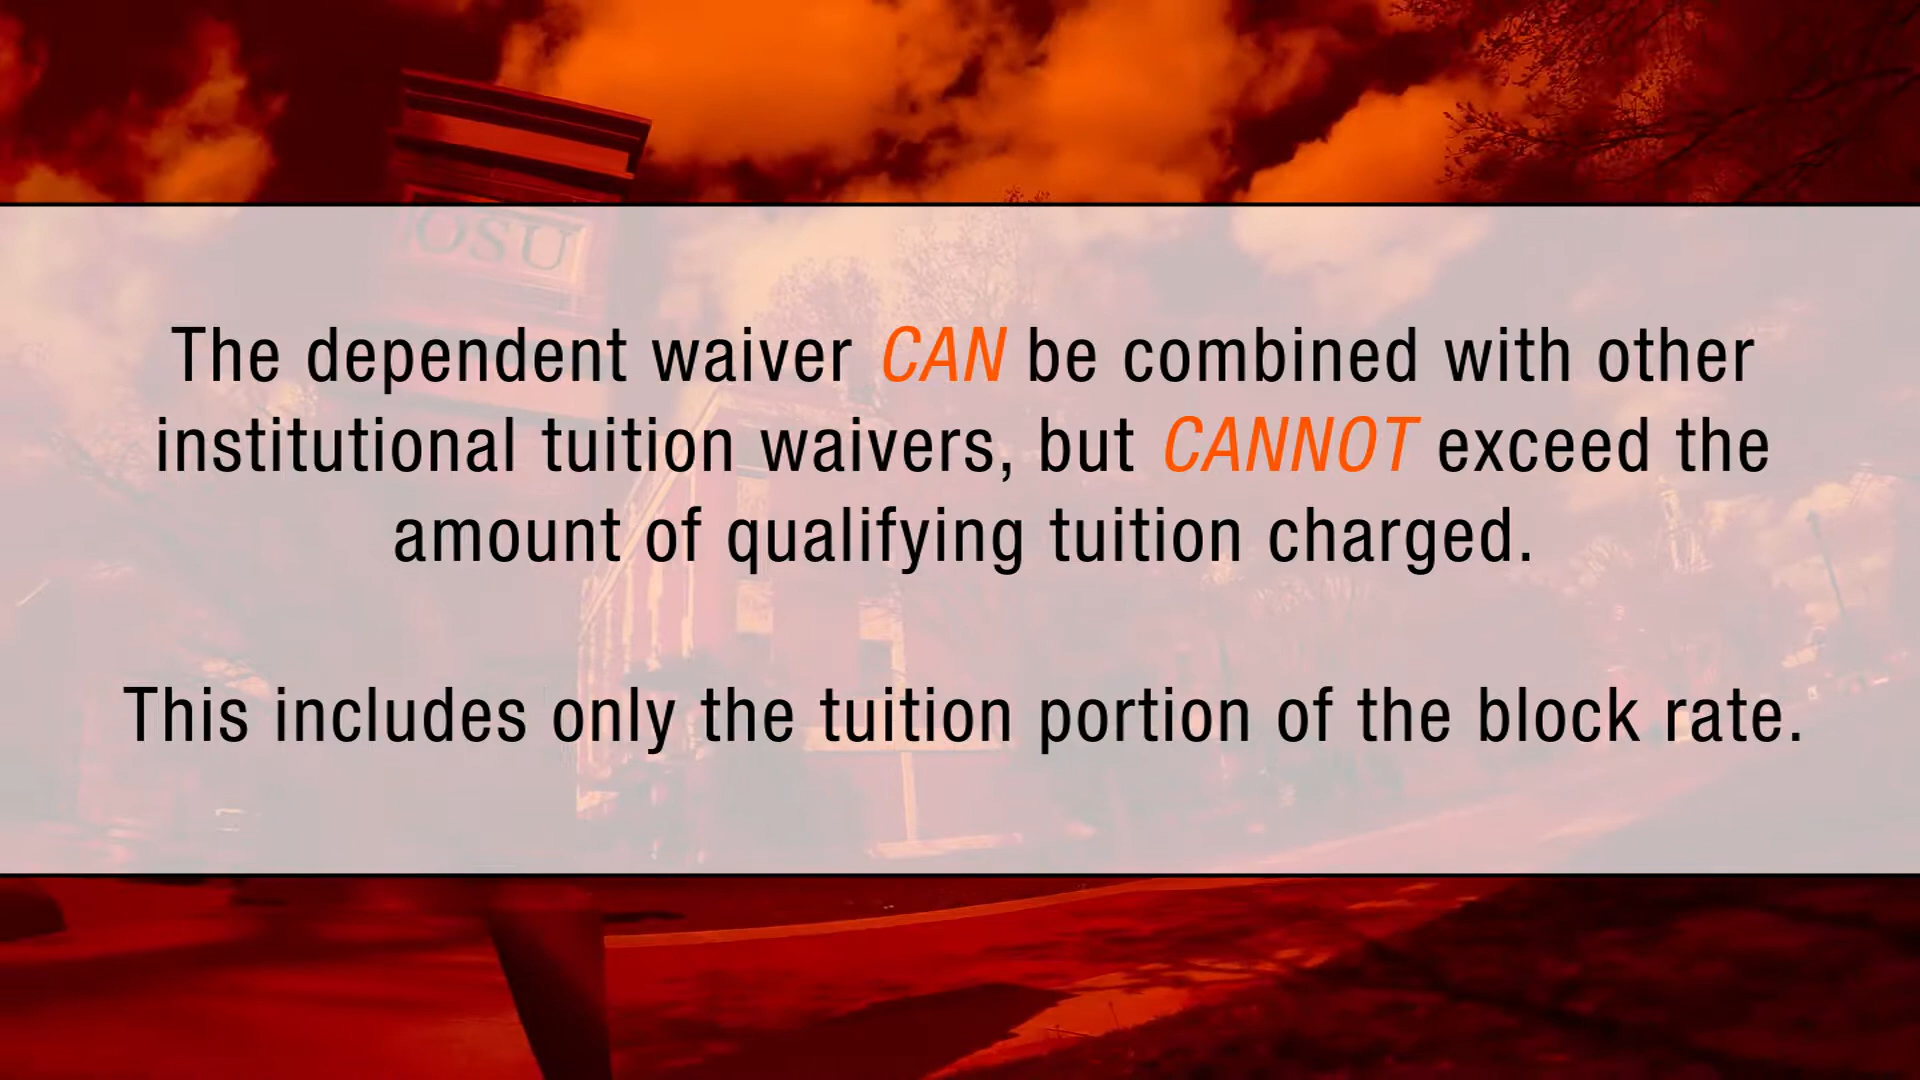 OSU
The dependent waiver CAN be combined with other
institutional tuition waivers, but CANNOT exceed the
amount of qualifying tuition charged.
This includes only the tuition portion of the block rate.